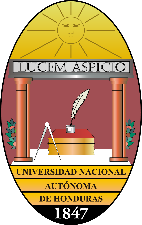 LUCEM ASPICIO
UNIVERSIDAD NACIONAL
AUTÓNOMA
DE HONDURAS
1847